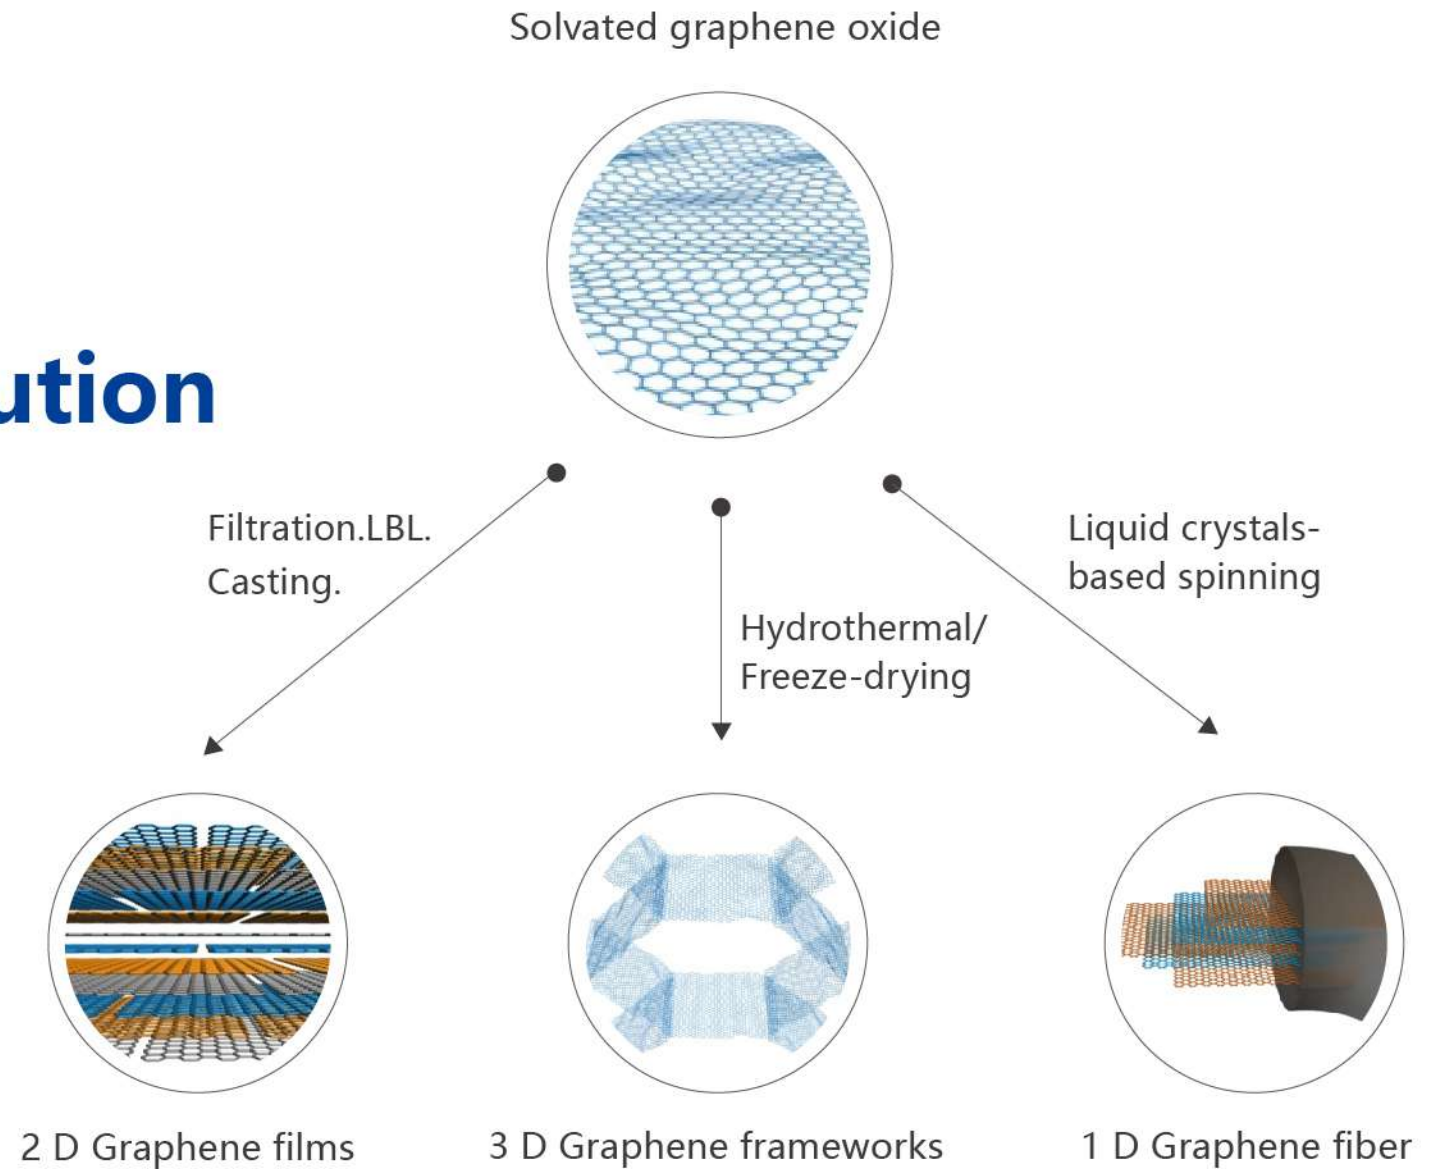 Solvated graphene oxide
ution
Filtration.LBL.
Casting.
Liquid crystals-
based spinning
Hydrothermal/
Freeze-drying
2 D Graphene films
3 D Graphene frameworks
1 D Graphene fiber